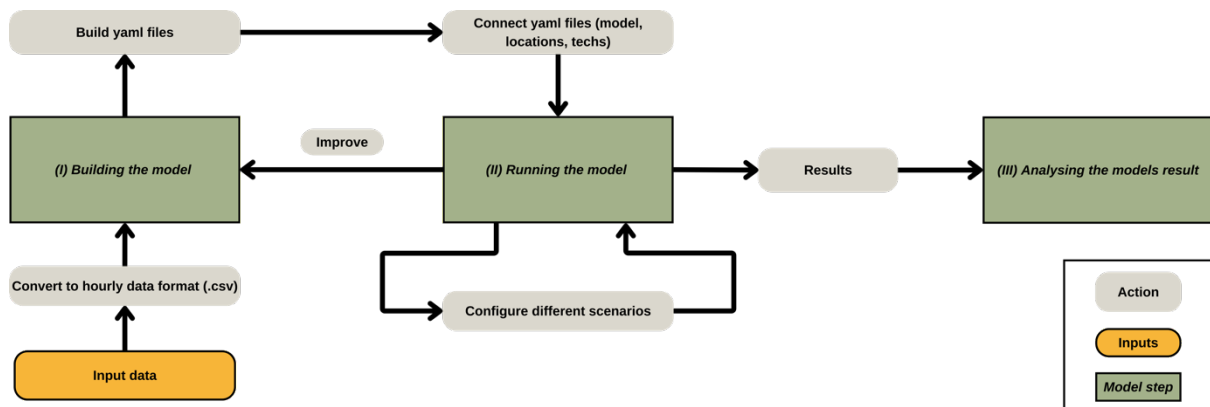 Build yaml files
Connect yaml files (model,
locations, techs)
(I) Building the model
Improve
(II) Running the model
Results
(III) Analysing the models result
Convert to hourly data format (.csv)
Configure different scenarios
Input data
Action
Inputs
Model step